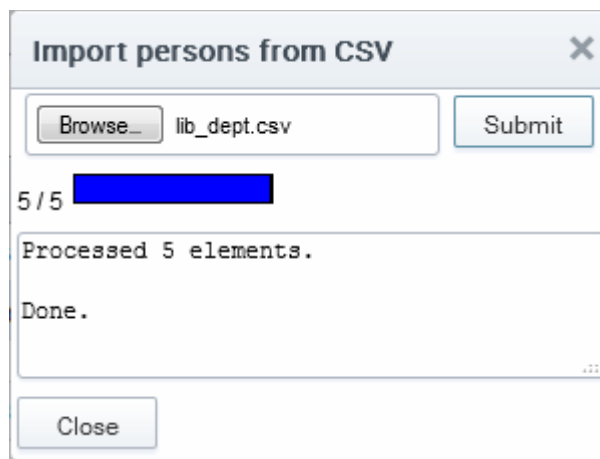 Import persons from CSV ×
Browse... lib_dept.csv Submit
5 / 5
Processed 5 elements.
Done.
Close